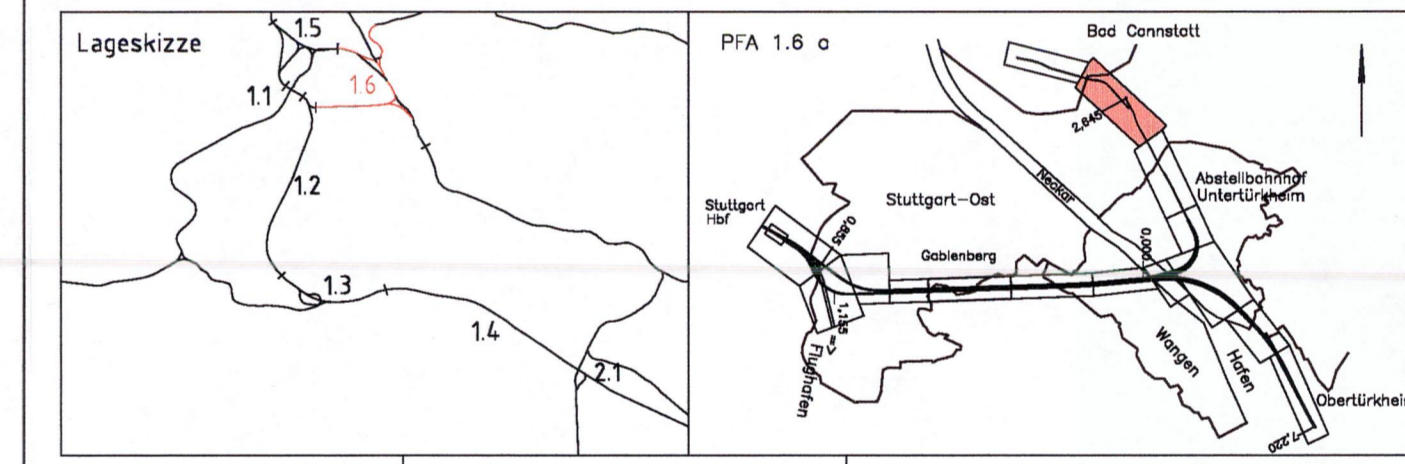 Lageskizze
1.5
1.6
1.1
1.2
1.3
1.4
2.1
PFA 1.6 a
Bad Cannstatt
2,645
Abstellbahnhof
Untertürkheim
Neckar
Stuttgart-Ost
Stuttgart
Hbf
0,855
Gablenberg
0,000
1,155
=>
Flughafen
Wangen
Hafen
Obertürkhei
7,220